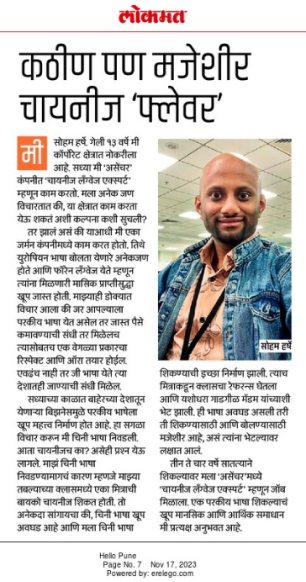 लोकमत
कठीण पण मजेशीर
चायनीज ‘फ्लेवर’
मी सोहम हर्षे. गेली १३ वर्षे मी
कॉर्पोरेट क्षेत्रात नोकरीला
आहे. सध्या मी ‘असेंचर’
कंपनीत ‘चायनीज लँग्वेज एक्सपर्ट’
म्हणून काम करतो. मला अनेक जण
विचारतात की, या क्षेत्रात काम करता
येऊ शकतं अशी कल्पना कशी सुचली?
तर झालं असं की याआधी मी एका
जर्मन कंपनीमध्ये काम करत होतो. तिथे
युरोपियन भाषा बोलता येणारे अनेकजण
होते आणि फॉरेन लँग्वेज येते म्हणून
त्यांना मिळणारी मासिक प्राप्तीसुद्धा
खूप जास्त होती. माझ्याही डोक्यात
विचार आला की जर आपल्याला
परकीय भाषा येत असेल तर जास्त पैसे
कमावण्याची संधी तर मिळेलच
त्यासोबतच एक वेगळ्या प्रकारचा
रिस्पेक्ट आणि ऑरा तयार होईल.
एवढंच नाही तर जी भाषा येते त्या
देशातही जाण्याची संधी मिळेल.
सध्याच्या काळात बाहेरच्या देशातून
येणाऱ्या बिझनेसमुळे परकीय भाषेला
खूप महत्त्व निर्माण होत आहे. हा सगळा
विचार करून मी चिनी भाषा निवडली.
आता चायनीजच का? असेही प्रश्न येऊ
लागले. माझं चिनी भाषा
निवडण्यामागचं कारण म्हणजे माझ्या
तबल्याच्या क्लासमध्ये एका मित्राची
बायको चायनीज शिकत होती. तो
अनेकदा सांगायचा की, चिनी भाषा खूप
अवघड आहे आणि मला चिनी भाषा
सोहम हर्षे
शिकण्याची इच्छा निर्माण झाली. त्याच
मित्राकडून क्लासचा रेफरन्स घेतला
आणि यशोधरा गाडगीळ मॅडम यांच्याशी
भेट झाली. ही भाषा अवघड असली तरी
ती शिकण्यासाठी आणि बोलण्यासाठी
मजेशीर आहे, असं त्यांना भेटल्यावर
लक्षात आलं.
तीन ते चार वर्षे सातत्याने
शिकल्यावर मला ‘असेंचर’मध्ये
‘चायनीज लँग्वेज एक्सपर्ट’ म्हणून जॉब
मिळाला. एक परकीय भाषा शिकल्याचं
खूप मानसिक आणि आर्थिक समाधान
मी प्रत्यक्ष अनुभवत आहे.
Hello Pune
Page No. 7 Nov 17, 2023
Powered by: erelego.com